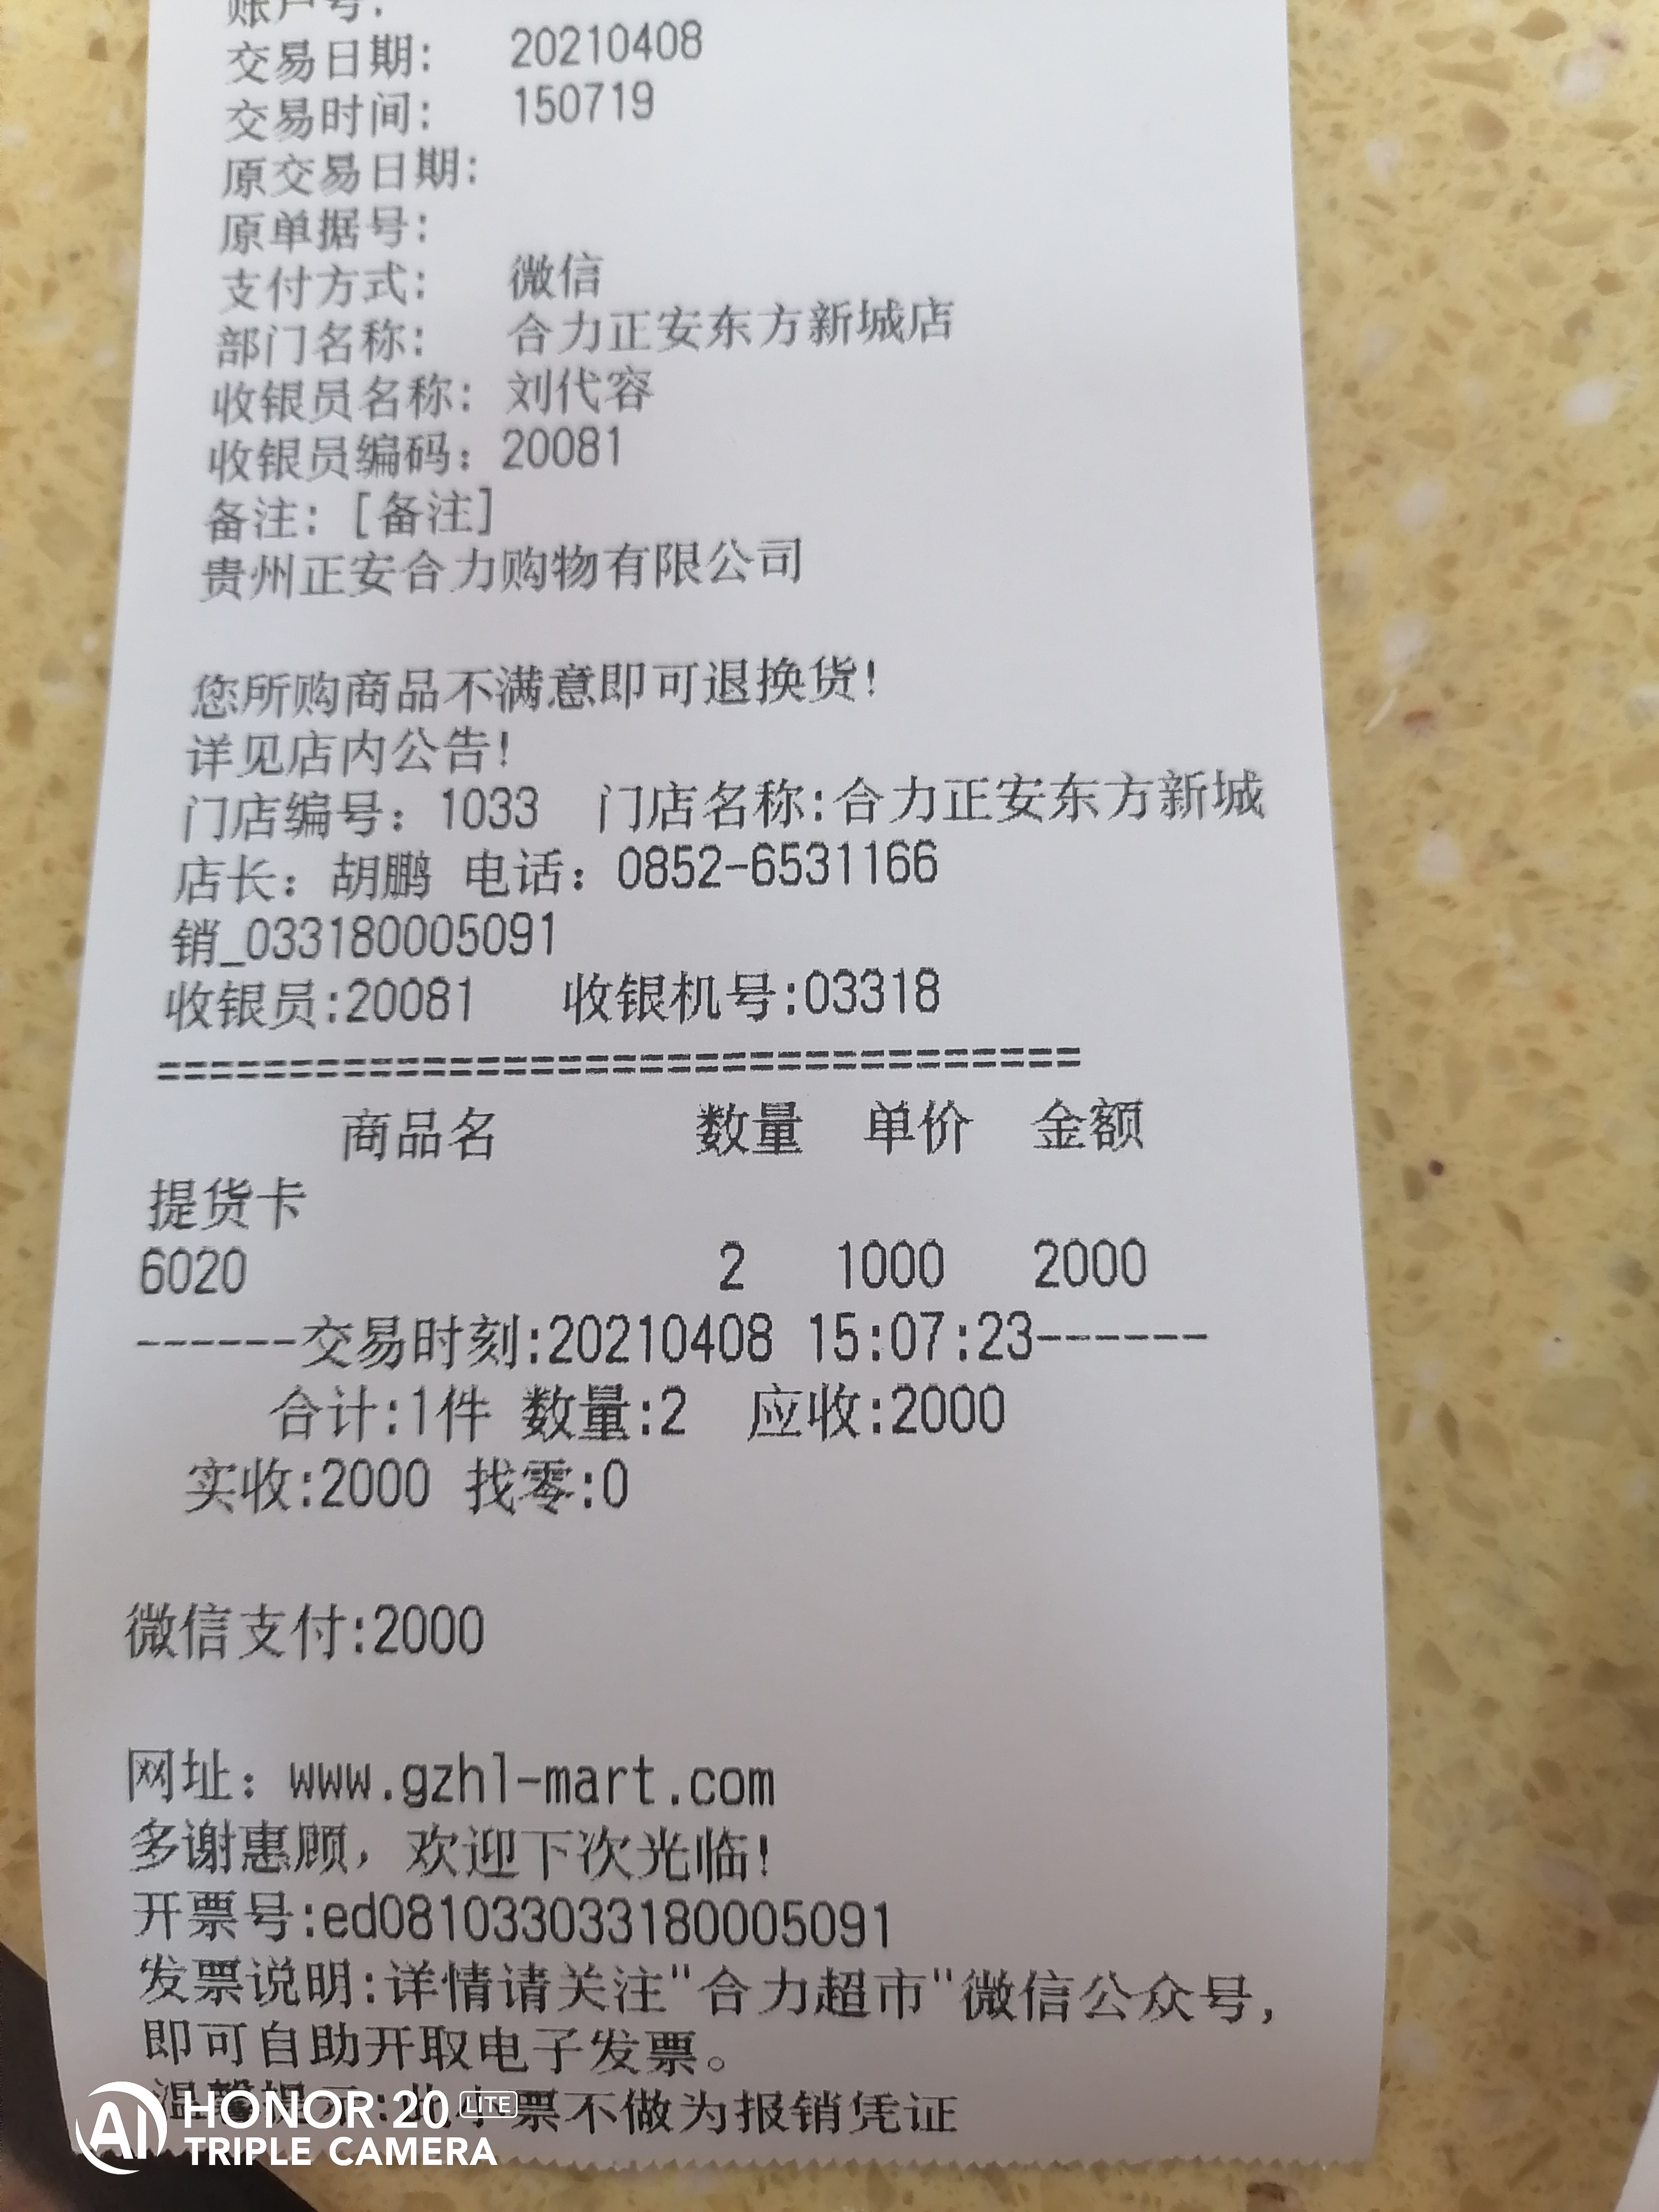 账户号:
交易日期: 20210408
交易时间: 150719
原交易日期:
原单据号:
支付方式: 微信
部门名称: 合力正安东方新城店
收银员名称: 刘代容
收银员编码: 20081
备注: [备注]
贵州正安合力购物有限公司
您所购商品不满意即可退换货!
详见店内公告!
门店编号: 1033 门店名称:合力正安东方新城
店长: 胡鹏 电话: 0852-6531166
销_033180005091
收银员:20081 收银机号:03318
===================================
商品名 数量 单价 金额
提货卡
6020 2 1000 2000
------交易时刻:20210408 15:07:23------
合计:1件 数量:2 应收:2000
实收:2000 找零:0
微信支付:2000
网址: www.gzhl-mart.com
多谢惠顾, 欢迎下次光临!
开票号:ed081033033180005091
发票说明:详情请关注"合力超市"微信公众号,
即可自助开取电子发票。
温馨提示:此小票不做为报销凭证
AI HONOR 20 LITE
TRIPLE CAMERA